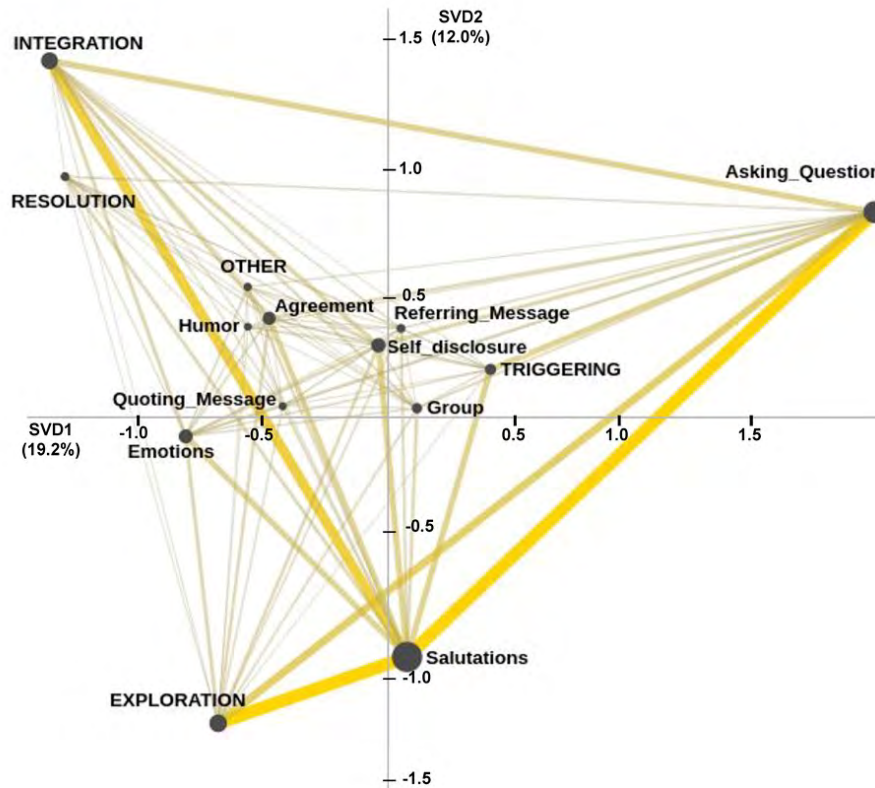 SVD2
(12.0%)
1.5
INTEGRATION
1.0
Asking_Question
RESOLUTION
OTHER
0.5
Agreement
Referring_Message
Humor
Self_disclosure
TRIGGERING
Quoting_Message
Group
SVD1
(19.2%)
-1.0
-0.5
0.5
1.0
1.5
Emotions
-0.5
Salutations
-1.0
EXPLORATION
-1.5